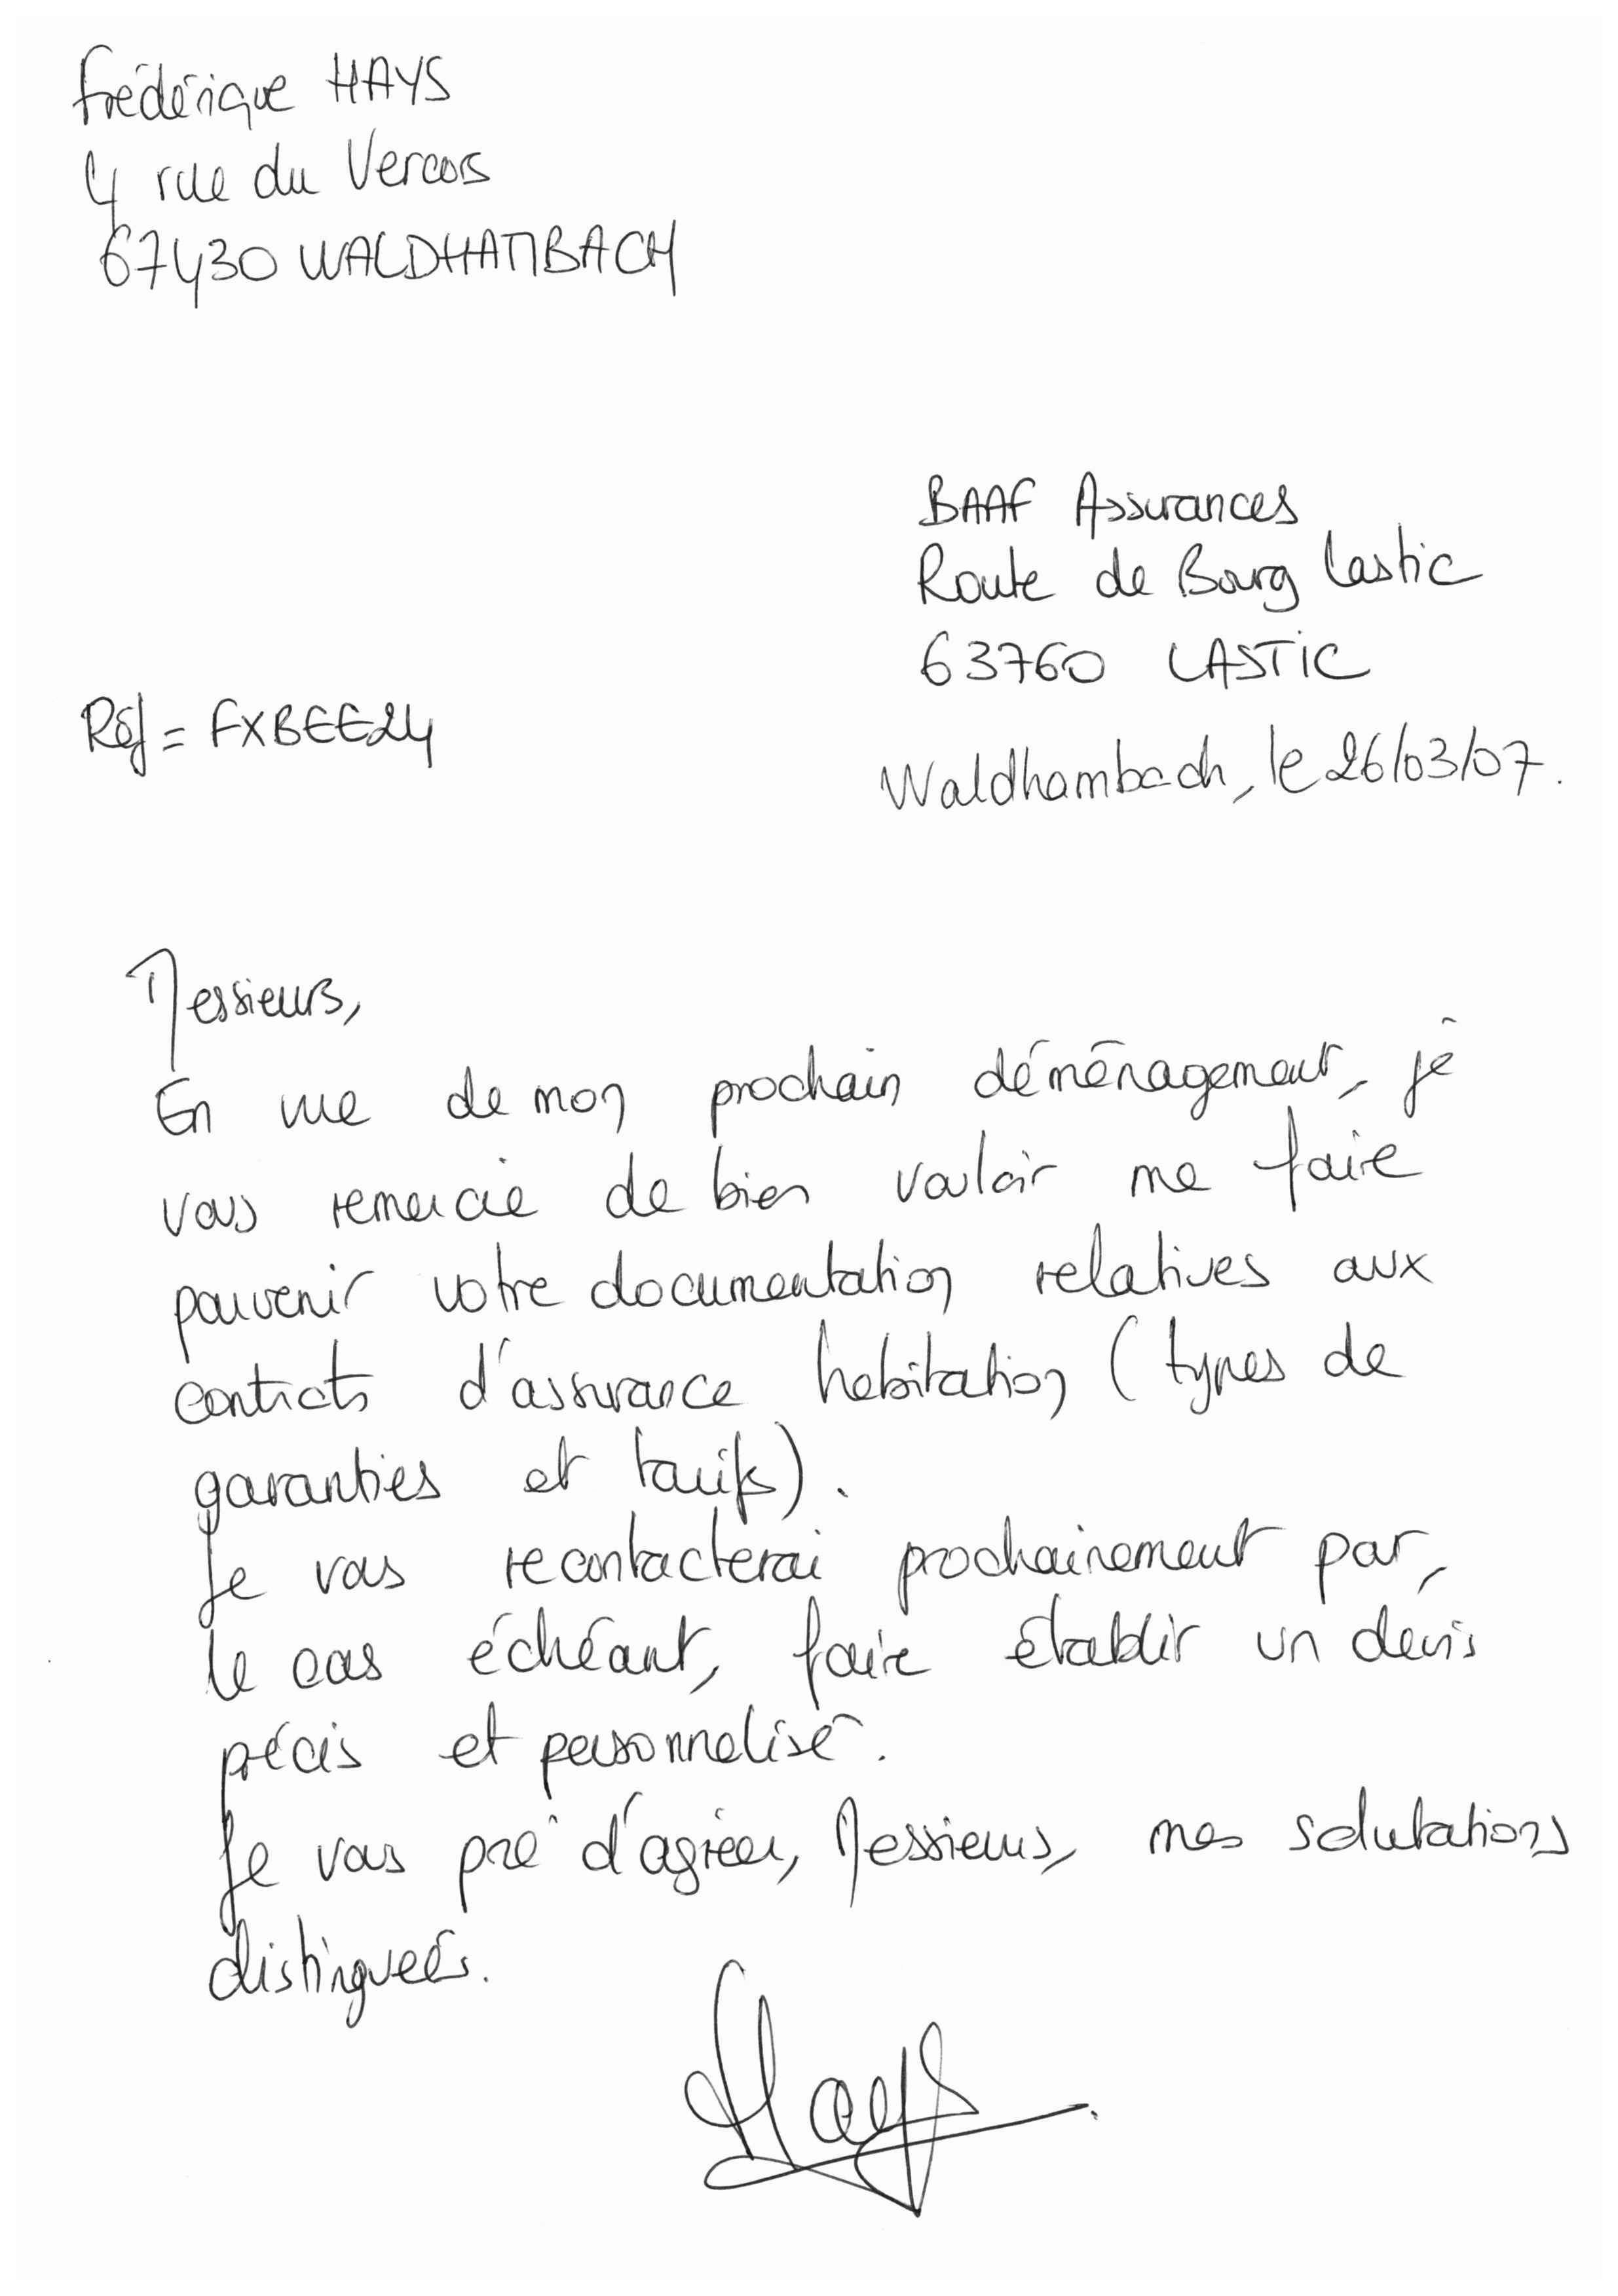 Frédérique HAYS
4 rue du Vercors
67430 WALDHAMBACH
BAAF Assurances
Route de Bourg Lastic
63760 LASTIC
Réf = FXBEE24
Waldhambach, le 26/03/07.
Messieurs,
En vue de mon prochain déménagement, je
vous remercie de bien vouloir me faire
parvenir votre documentation relatives aux
contrats d'assurance habitation (types de
garanties et tarifs).
Je vous recontacterai prochainement par,
le cas échéant, faire établir un devis
précis et personnalisé.
Je vous prie d'agréer, Messieurs, mes salutations
distinguées.
Hays